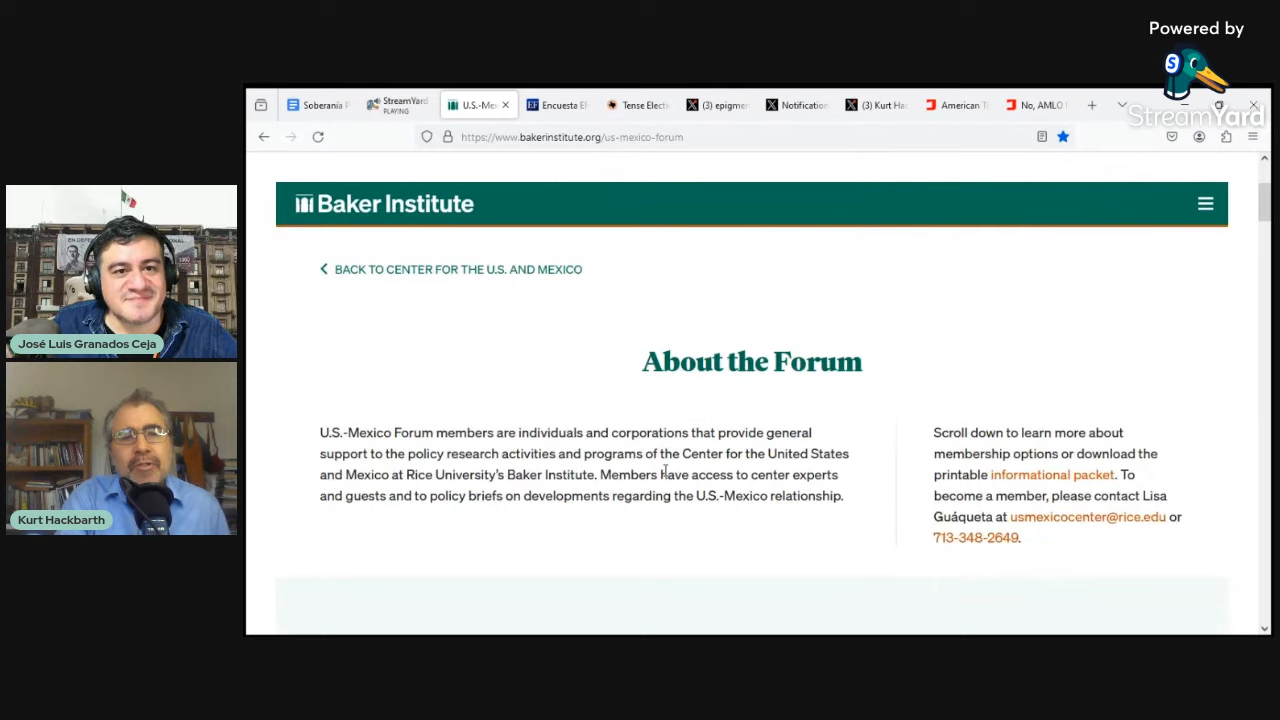 Powered by
S
StreamYard
Soberanía
StreamYard
PLAYING
U.S.-Me
Encuesta E
Tense Electi
(3) epigmer
Notification
(3) Kurt Ha
American T
No, AMLO
https://www.bakerinstitute.org/us-mexico-forum
Baker Institute
BACK TO CENTER FOR THE U.S. AND MEXICO
About the Forum
U.S.-Mexico Forum members are individuals and corporations that provide general
support to the policy research activities and programs of the Center for the United States
and Mexico at Rice University's Baker Institute. Members have access to center experts
and guests and to policy briefs on developments regarding the U.S.-Mexico relationship.
Scroll down to learn more about
membership options or download the
printable informational packet. To
become a member, please contact Lisa
Guáqueta at usmexicocenter@rice.edu or
713-348-2649.
EN DEFE
José Luis Granados Ceja
Kurt Hackbarth